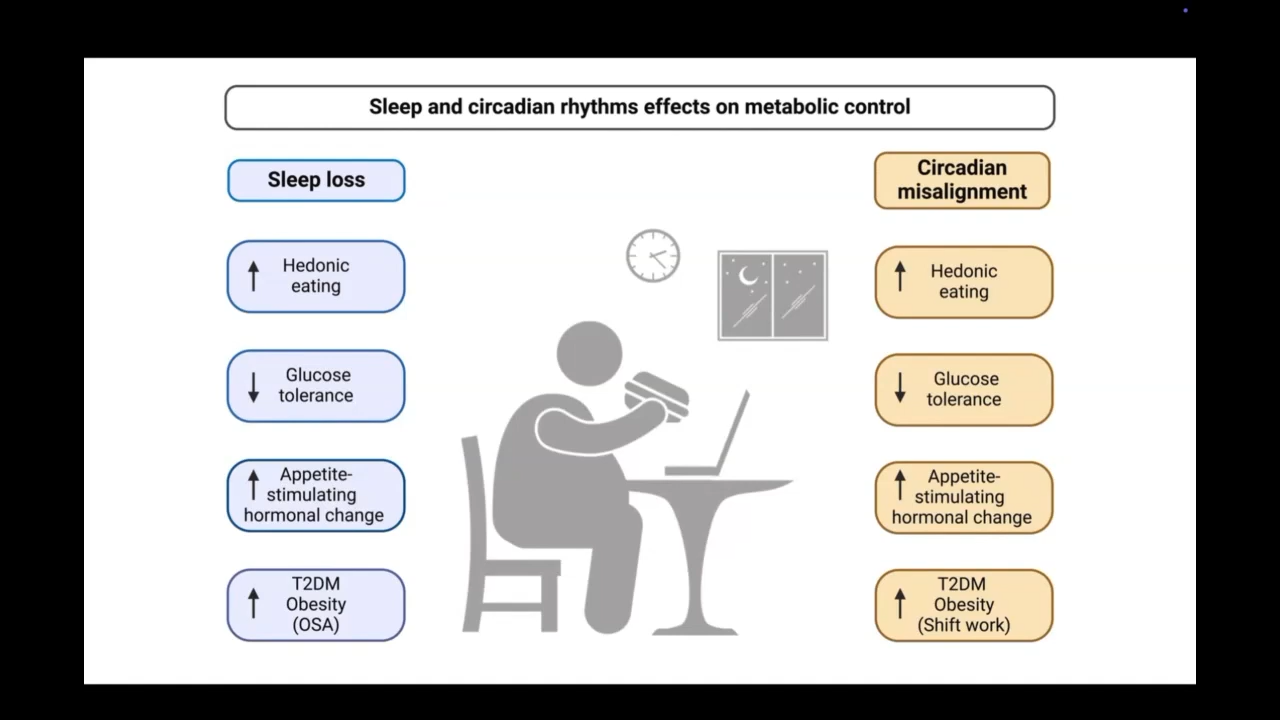 Sleep and circadian rhythms effects on metabolic control
Sleep loss
Hedonic
eating
Glucose
tolerance
Appetite-
stimulating
hormonal change
T2DM
Obesity
(OSA)
Circadian
misalignment
Hedonic
eating
Glucose
tolerance
Appetite-
stimulating
hormonal change
T2DM
Obesity
(Shift work)